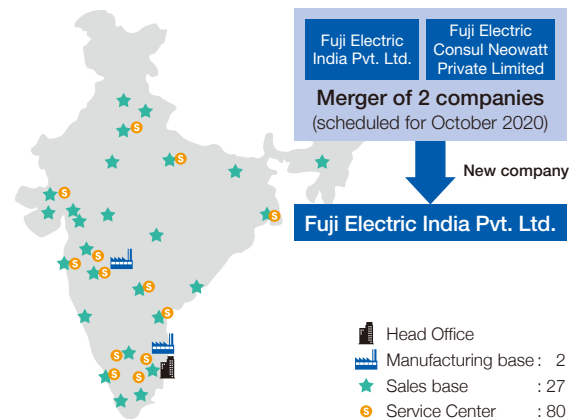 Fuji Electric
India Pvt. Ltd.
Fuji Electric
Consul Neowatt
Private Limited
Merger of 2 companies
(scheduled for October 2020)
New company
Fuji Electric India Pvt. Ltd.
Head Office
Manufacturing base : 2
Sales base : 27
S Service Center : 80
S
S
S
S
S
S
S
S
S
S
S
S
S
S